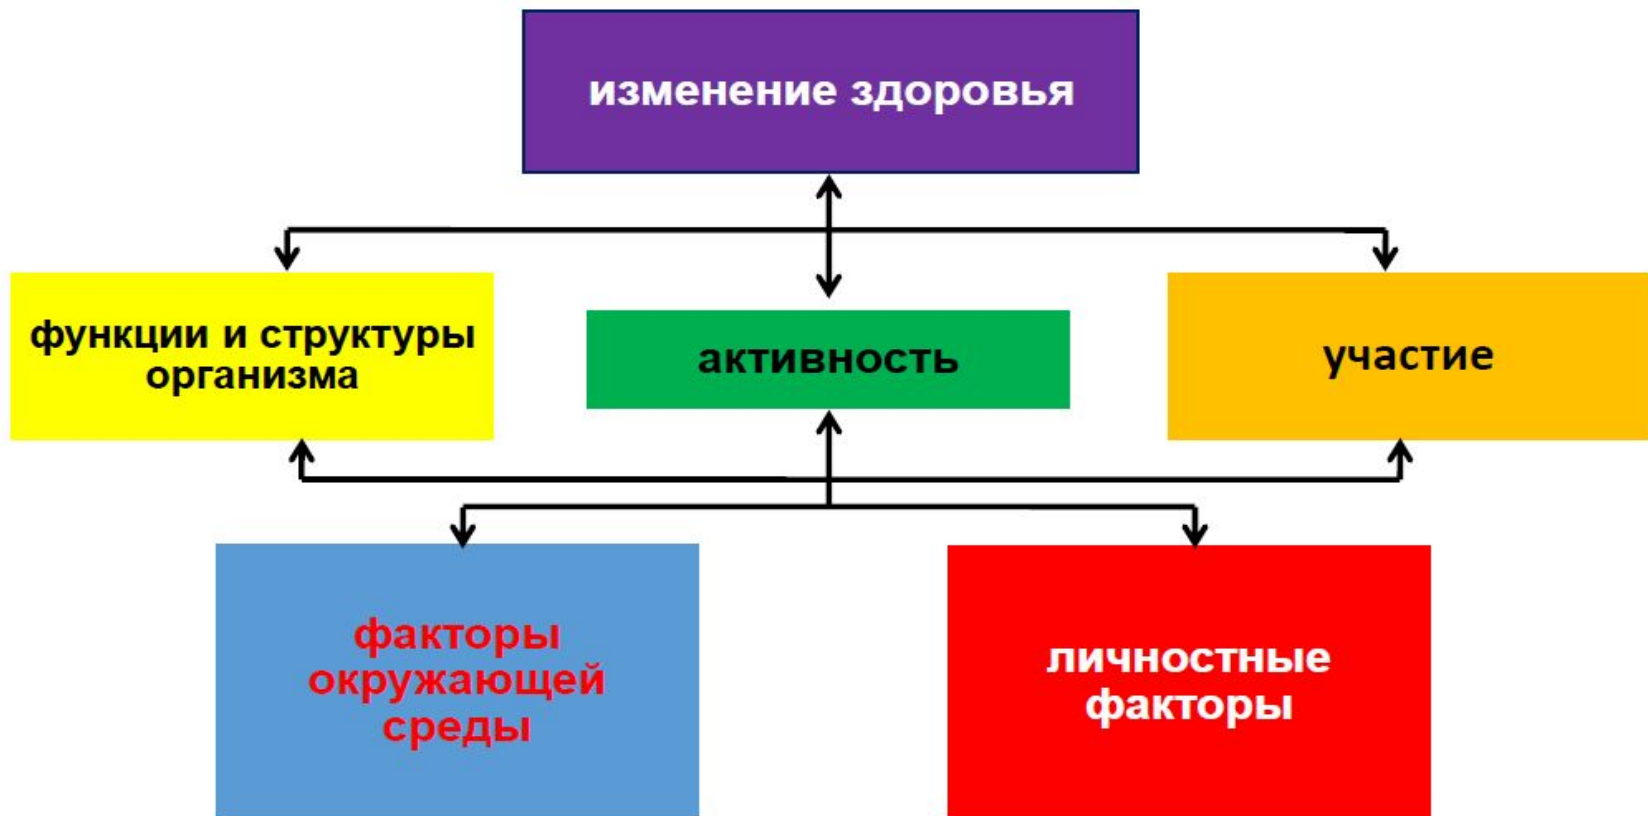 изменение здоровья
функции и структуры
организма
активность
участие
факторы
окружающей
среды
личностные
факторы